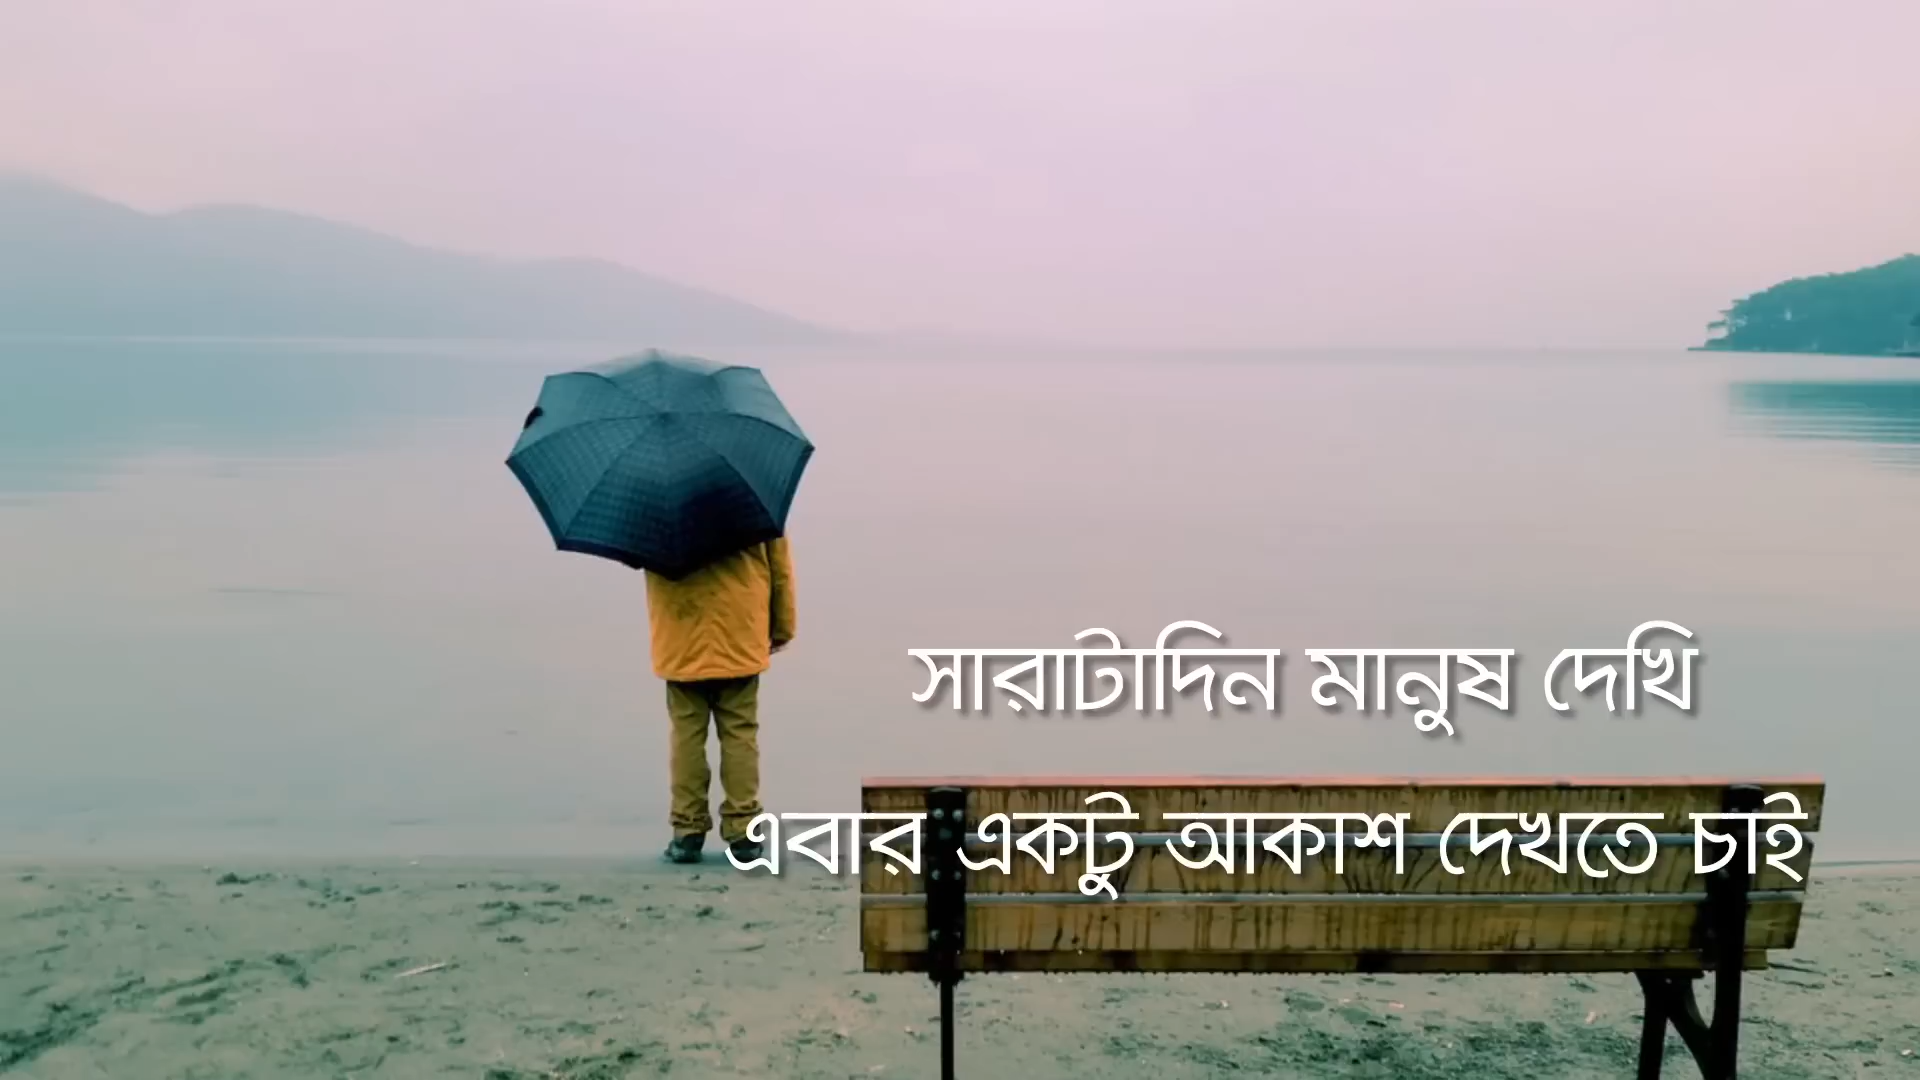 সারাটাদিন মানুষ দেখি
এবার একটু আকাশ দেখতে চাই